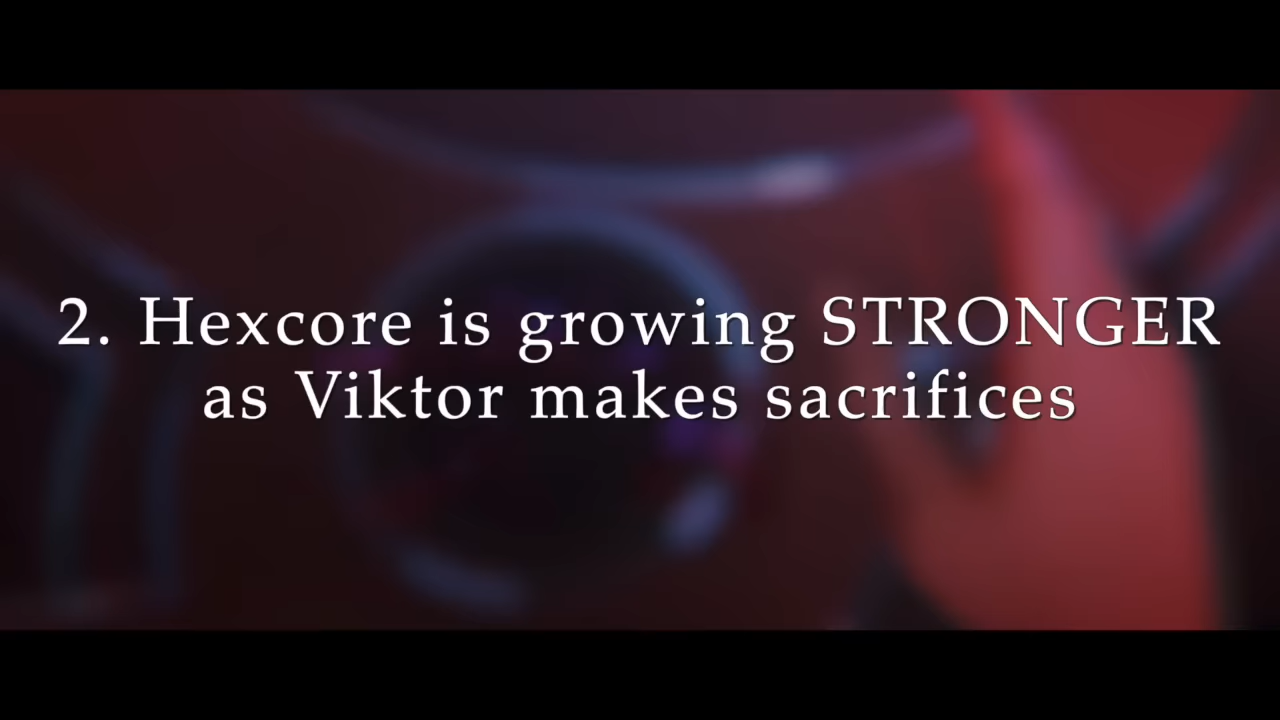 2. Hexcore is growing STRONGER
as Viktor makes sacrifices